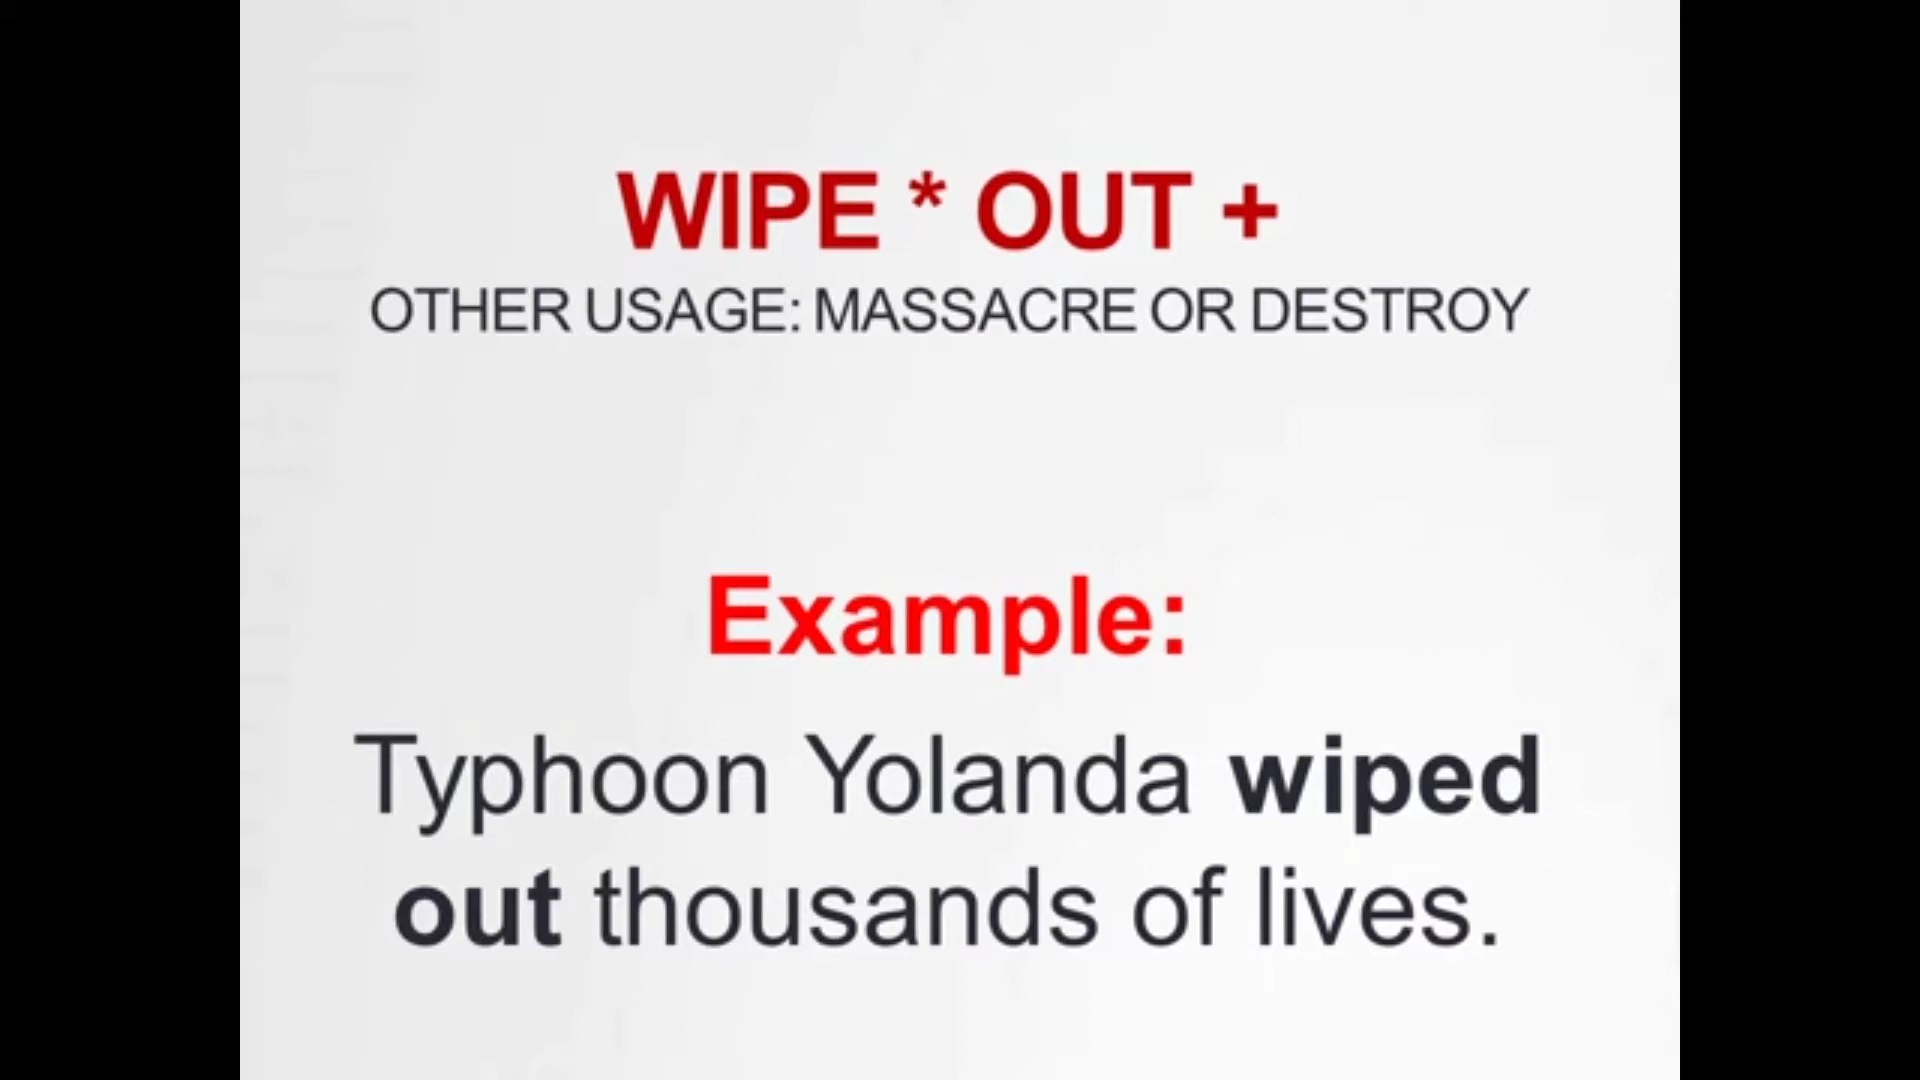 WIPE * OUT +
OTHER USAGE: MASSACRE OR DESTROY
Example:
Typhoon Yolanda wiped
out thousands of lives.